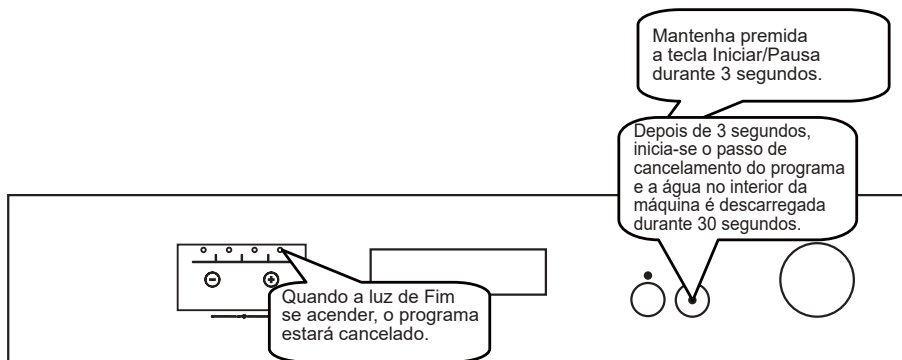 Mantenha premida
a tecla Iniciar/Pausa
durante 3 segundos.
Depois de 3 segundos,
inicia-se o passo de
cancelamento do programa
e a água no interior da
máquina é descarregada
durante 30 segundos.
Quando a luz de Fim
se acender, o programa
estará cancelado.